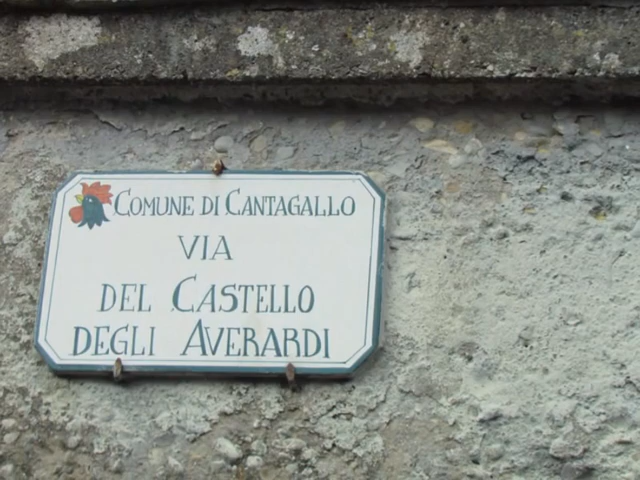 COMUNE DI CANTAGALLO
VIA
DEL CASTELLO
DEGLI AVERARDI